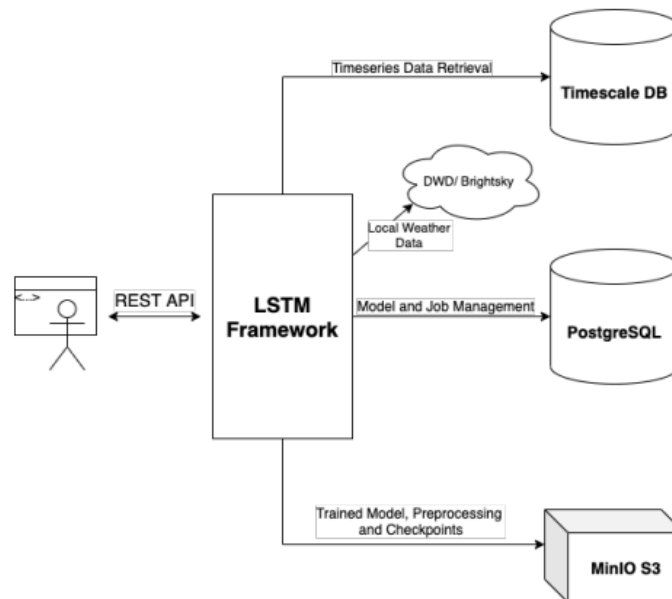 Timeseries Data Retrieval
Timescale DB
DWD/ Brightsky
Local Weather
Data
<...>
REST API
LSTM
Framework
Model and Job Management
PostgreSQL
Trained Model, Preprocessing
and Checkpoints
MinIO S3